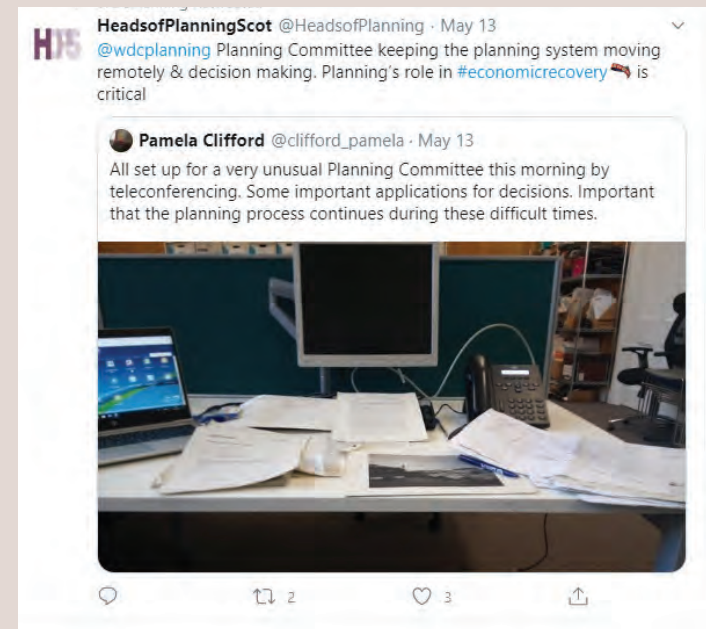 HeadsofPlanningScot @HeadsofPlanning · May 13
@wdcplanning Planning Committee keeping the planning system moving
remotely & decision making. Planning's role in #economicrecovery is
critical
Pamela Clifford @clifford_pamela · May 13
All set up for a very unusual Planning Committee this morning by
teleconferencing. Some important applications for decisions. Important
that the planning process continues during these difficult times.
2
3